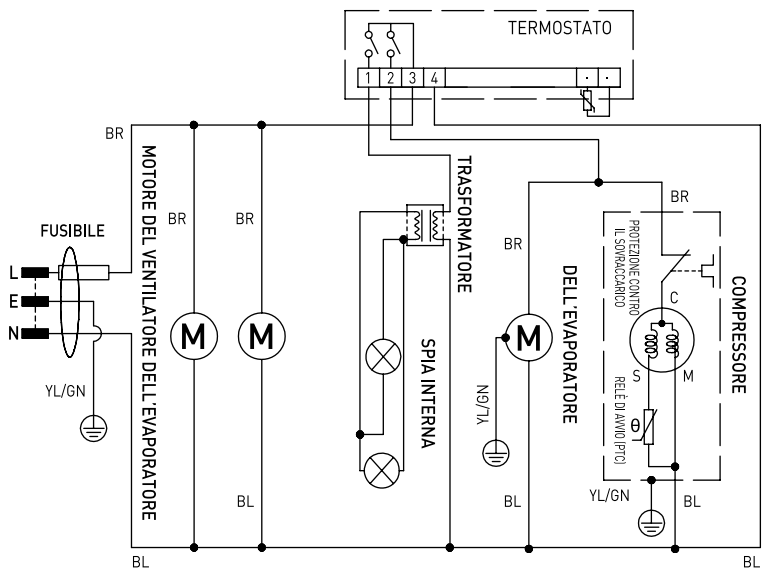 TERMOSTATO
1 2 3 4
BR
MOTORE DEL VENTILATORE DELL'EVAPORATORE
BR
BR
TRASFORMATORE
BR
BR
FUSIBILE
L
E
N
YL/GN
M
M
SPIA INTERNA
DELL'EVAPORATORE
M
YL/GN
PROTEZIONE CONTRO
IL SOVRACCARICO
C
S
M
COMPRESSORE
RELÈ DI AVVIO (PTC)
θ
BL
BL
YL/GN
BL
BL
BL